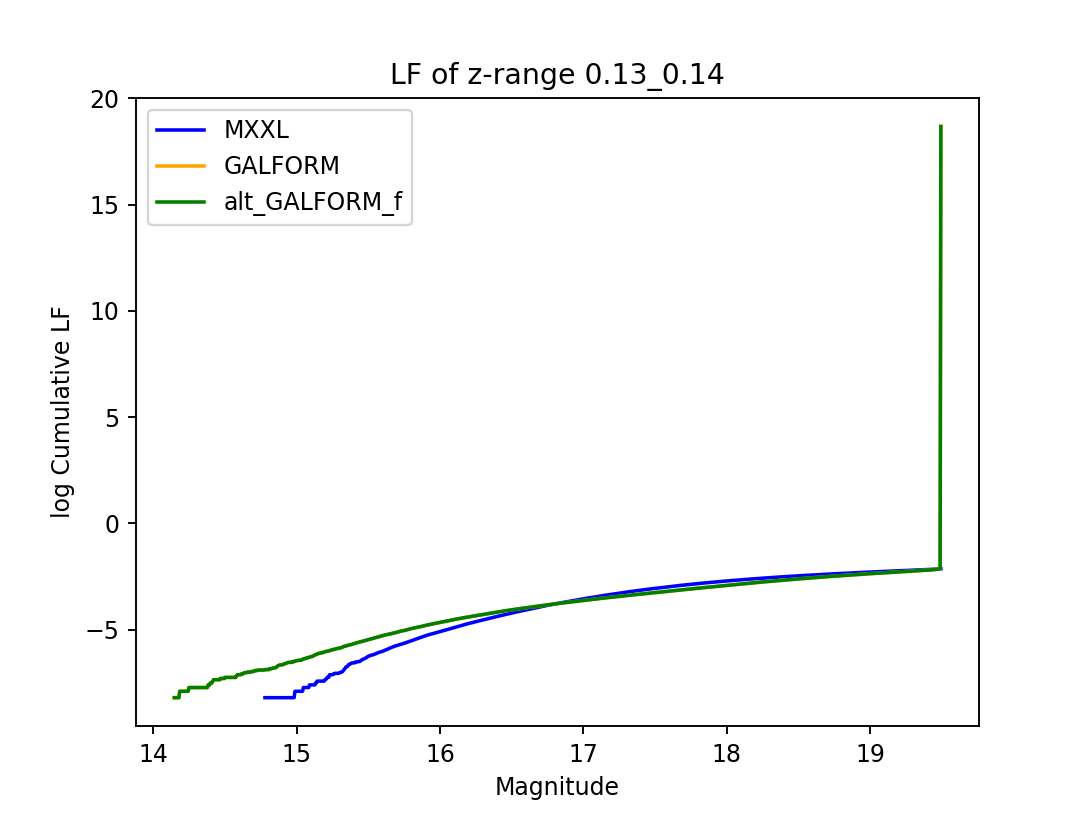 LF of z-range 0.13_0.14
MXXL
GALFORM
alt_GALFORM_f
log Cumulative LF
20
15
10
5
0
−5
14
15
16
17
18
19
Magnitude